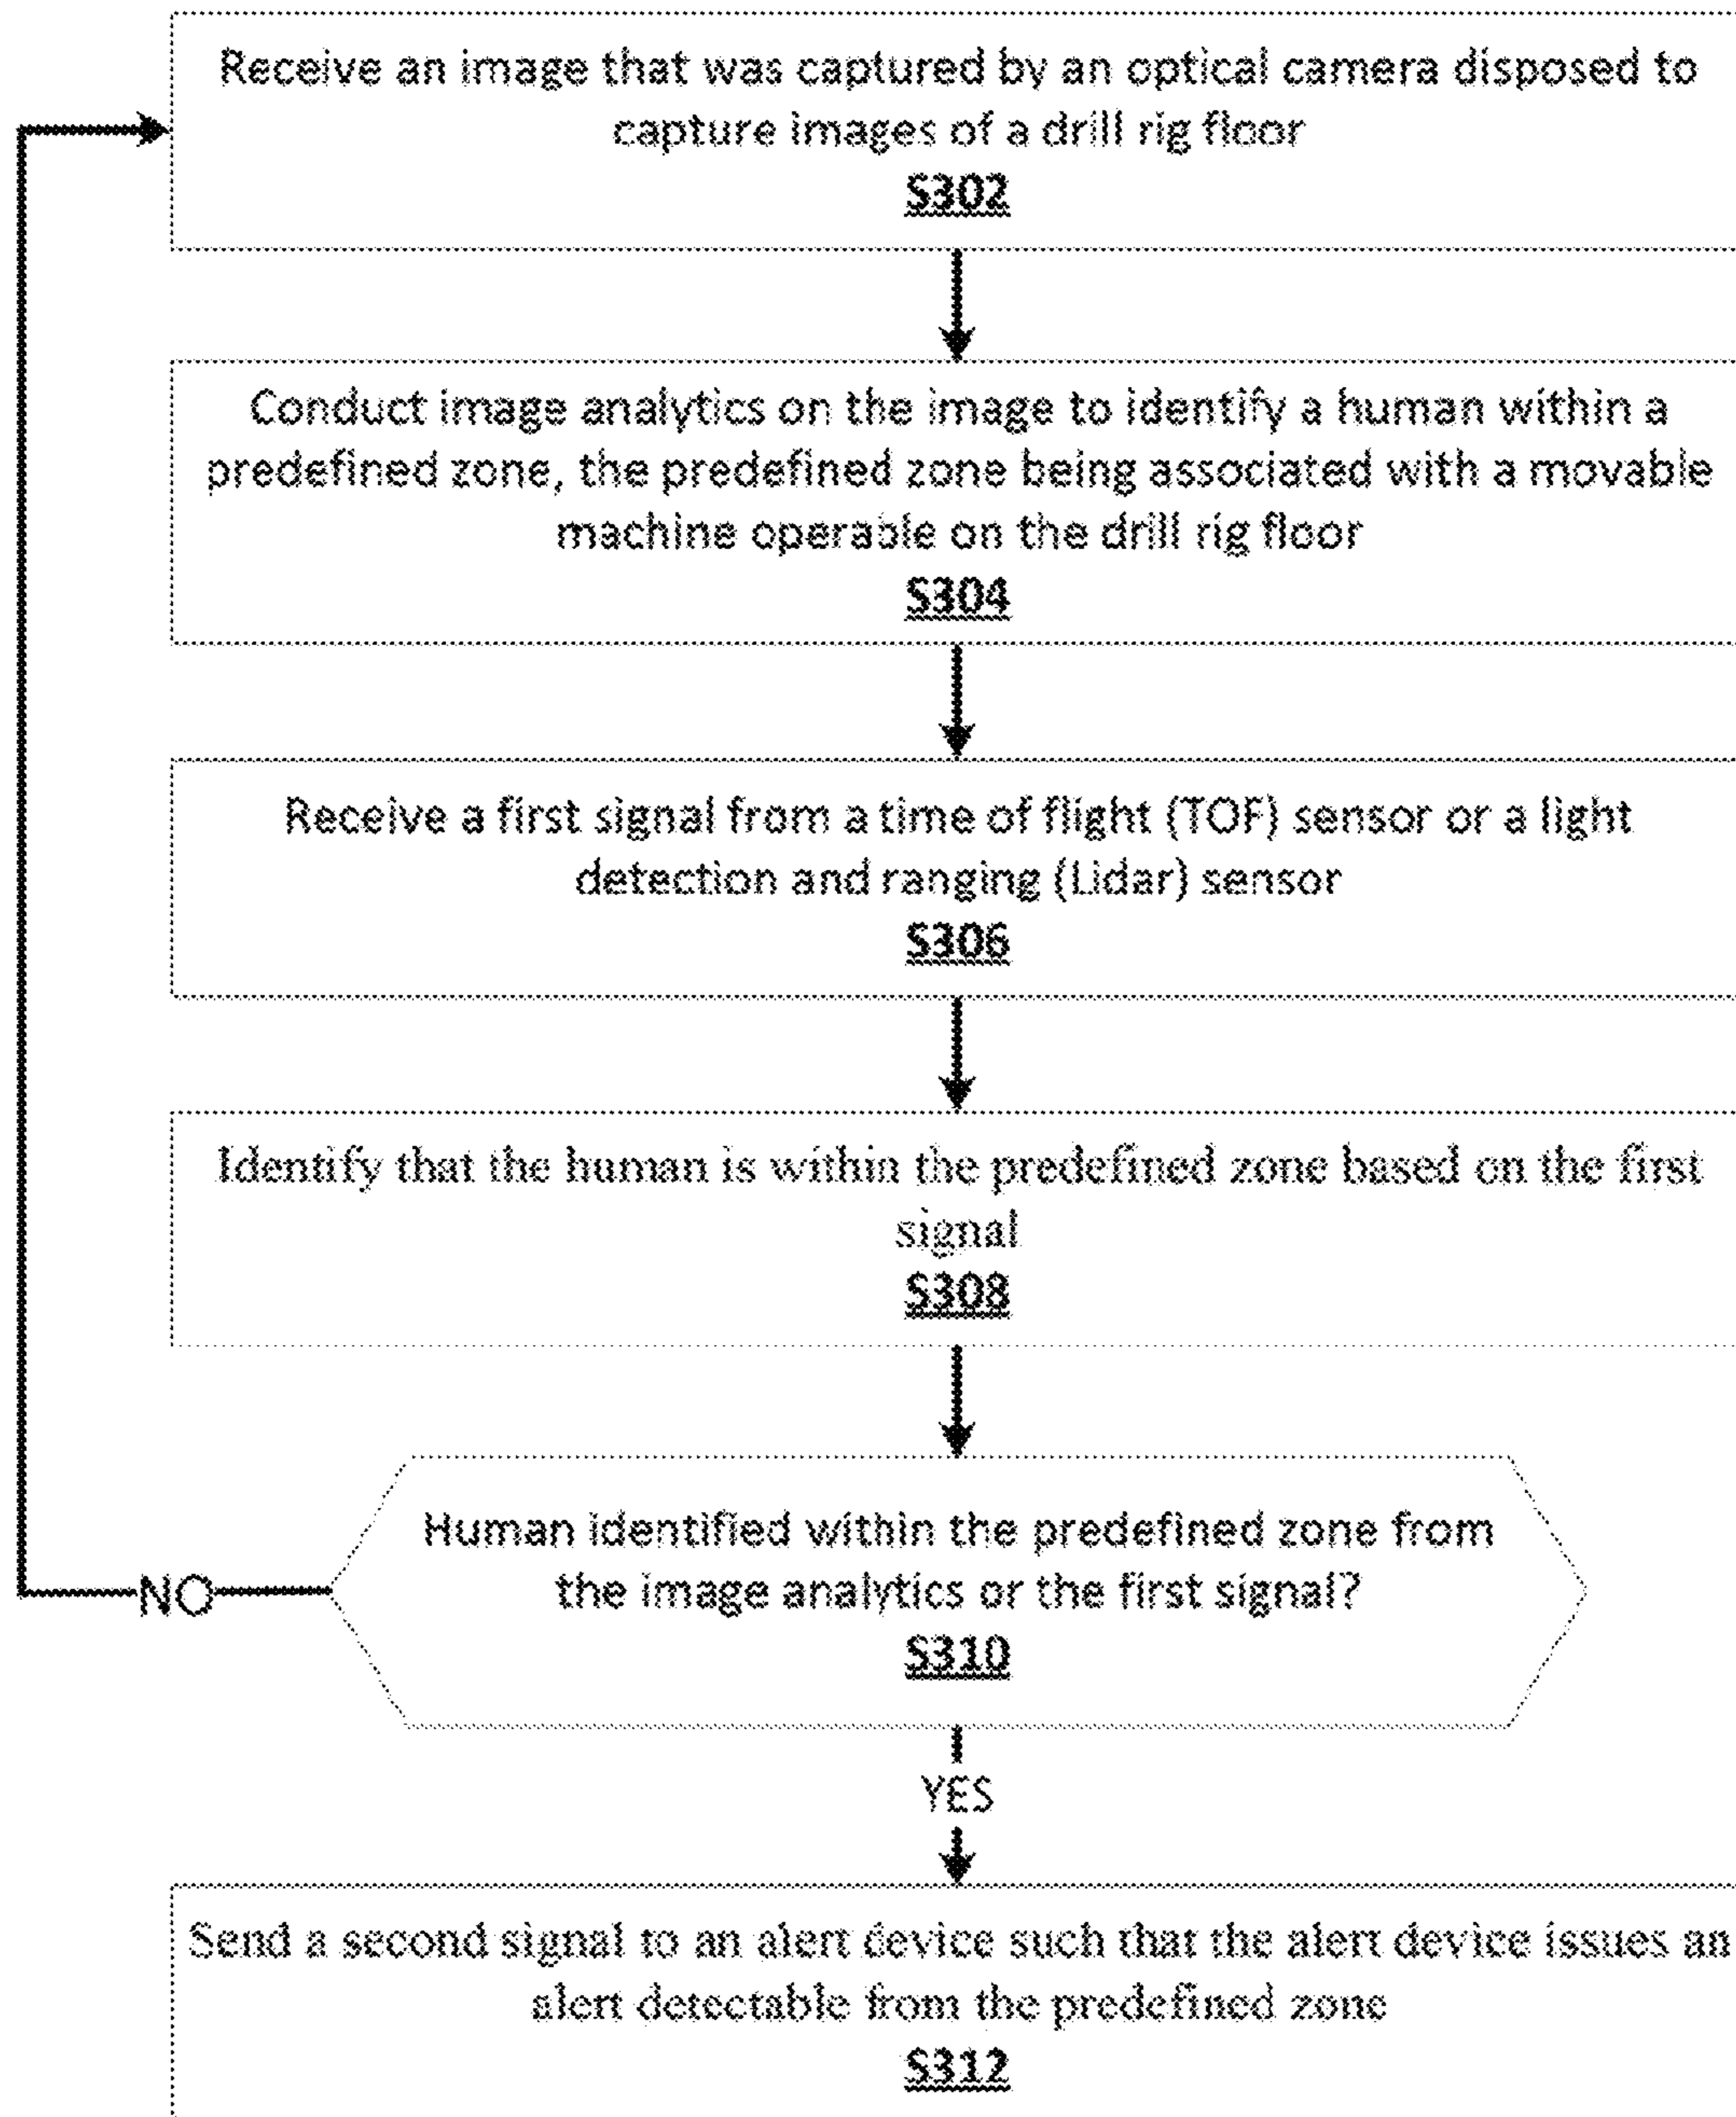 Receive an image that was captured by an optical camera disposed to
capture images of a drill rig floor
S302
Conduct image analytics on the image to identify a human within a
predefined zone, the predefined zone being associated with a movable
machine operable on the drill rig floor
S304
Receive a first signal from a time of flight (TOF) sensor or a light
detection and ranging (Lidar) sensor
S306
Identify that the human is within the predefined zone based on the first
signal
S308
Human identified within the predefined zone from
the image analytics or the first signal?
S310
NO
YES
Send a second signal to an alert device such that the alert device issues an
alert detectable from the predefined zone
S312